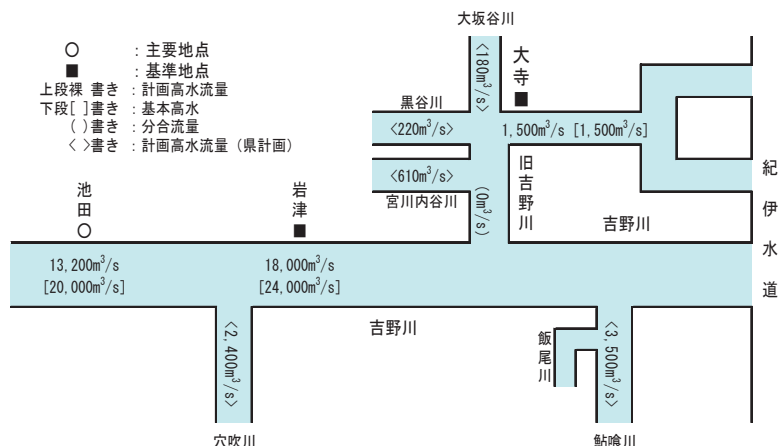 大坂谷川
○ : 主要地点
■ : 基準地点
上段裸 書き : 計画高水流量
下段[ ]書き : 基本高水
( )書き : 分合流量
< >書き : 計画高水流量(県計画)
<180m³/s>
大寺
黒谷川
<220m³/s>
1,500m³/s [1,500m³/s]
<610m³/s>
宮川内谷川
(0m³/s)
旧吉野川
吉野川
紀伊水道
池田
岩津
13,200m³/s
[20,000m³/s]
18,000m³/s
[24,000m³/s]
吉野川
<2,400m³/s>
飯尾川
<3,500m³/s>
穴吹川
鮎喰川